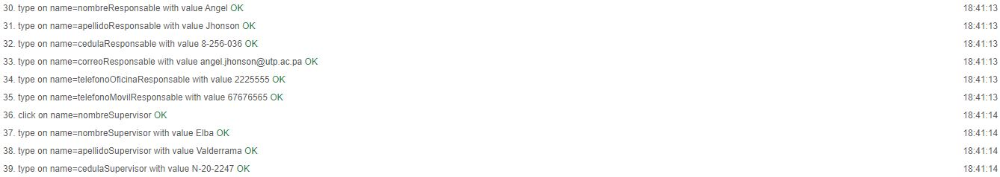 30. type on name=nombreResponsable with value Angel OK 18:41:13
31. type on name=apellidoResponsable with value Jhonson OK 18:41:13
32. type on name=cedulaResponsable with value 8-256-036 OK 18:41:13
33. type on name=correoResponsable with value angel.jhonson@utp.ac.pa OK 18:41:13
34. type on name=telefonoOficinaResponsable with value 2225555 OK 18:41:13
35. type on name=telefonoMovilResponsable with value 67676565 OK 18:41:13
36. click on name=nombreSupervisor OK 18:41:14
37. type on name=nombreSupervisor with value Elba OK 18:41:14
38. type on name=apellidoSupervisor with value Valderrama OK 18:41:14
39. type on name=cedulaSupervisor with value N-20-2247 OK 18:41:14